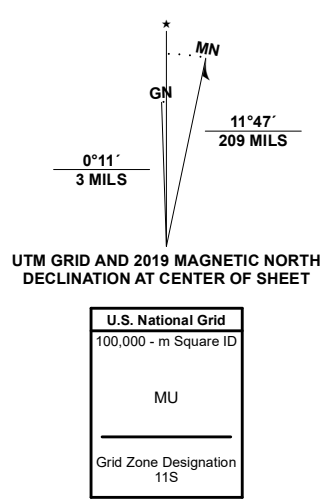 ★
MN
GN
11°47´
209 MILS
0°11´
3 MILS
UTM GRID AND 2019 MAGNETIC NORTH
DECLINATION AT CENTER OF SHEET
U.S. National Grid
100,000 - m Square ID
MU
Grid Zone Designation
11S